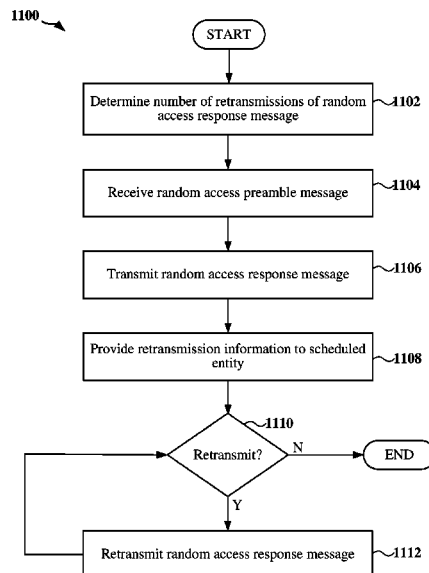 1100
START
Determine number of retransmissions of random
access response message
1102
Receive random access preamble message
1104
Transmit random access response message
1106
Provide retransmission information to scheduled
entity
1108
1110
Retransmit?
N
END
Y
Retransmit random access response message
1112